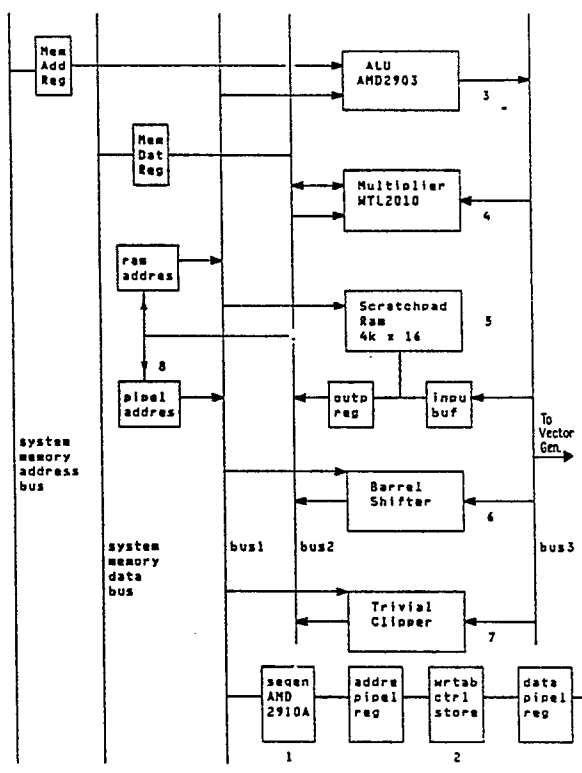 Mem
Add
Reg
ALU
AMD2903
3
Mem
Dat
Reg
Multiplier
WTL2010
4
ram
addres
Scratchpad
Ram
4k x 16
5
8
pipel
addres
outp
reg
inpu
buf
To
Vector
Gen.
system
memory
address
bus
Barrel
Shifter
6
system
memory
data
bus
bus1
bus2
bus3
Trivial
Clipper
7
seqen
AMD
2910A
addre
pipel
reg
wrtab
ctrl
store
data
pipel
reg
1
2